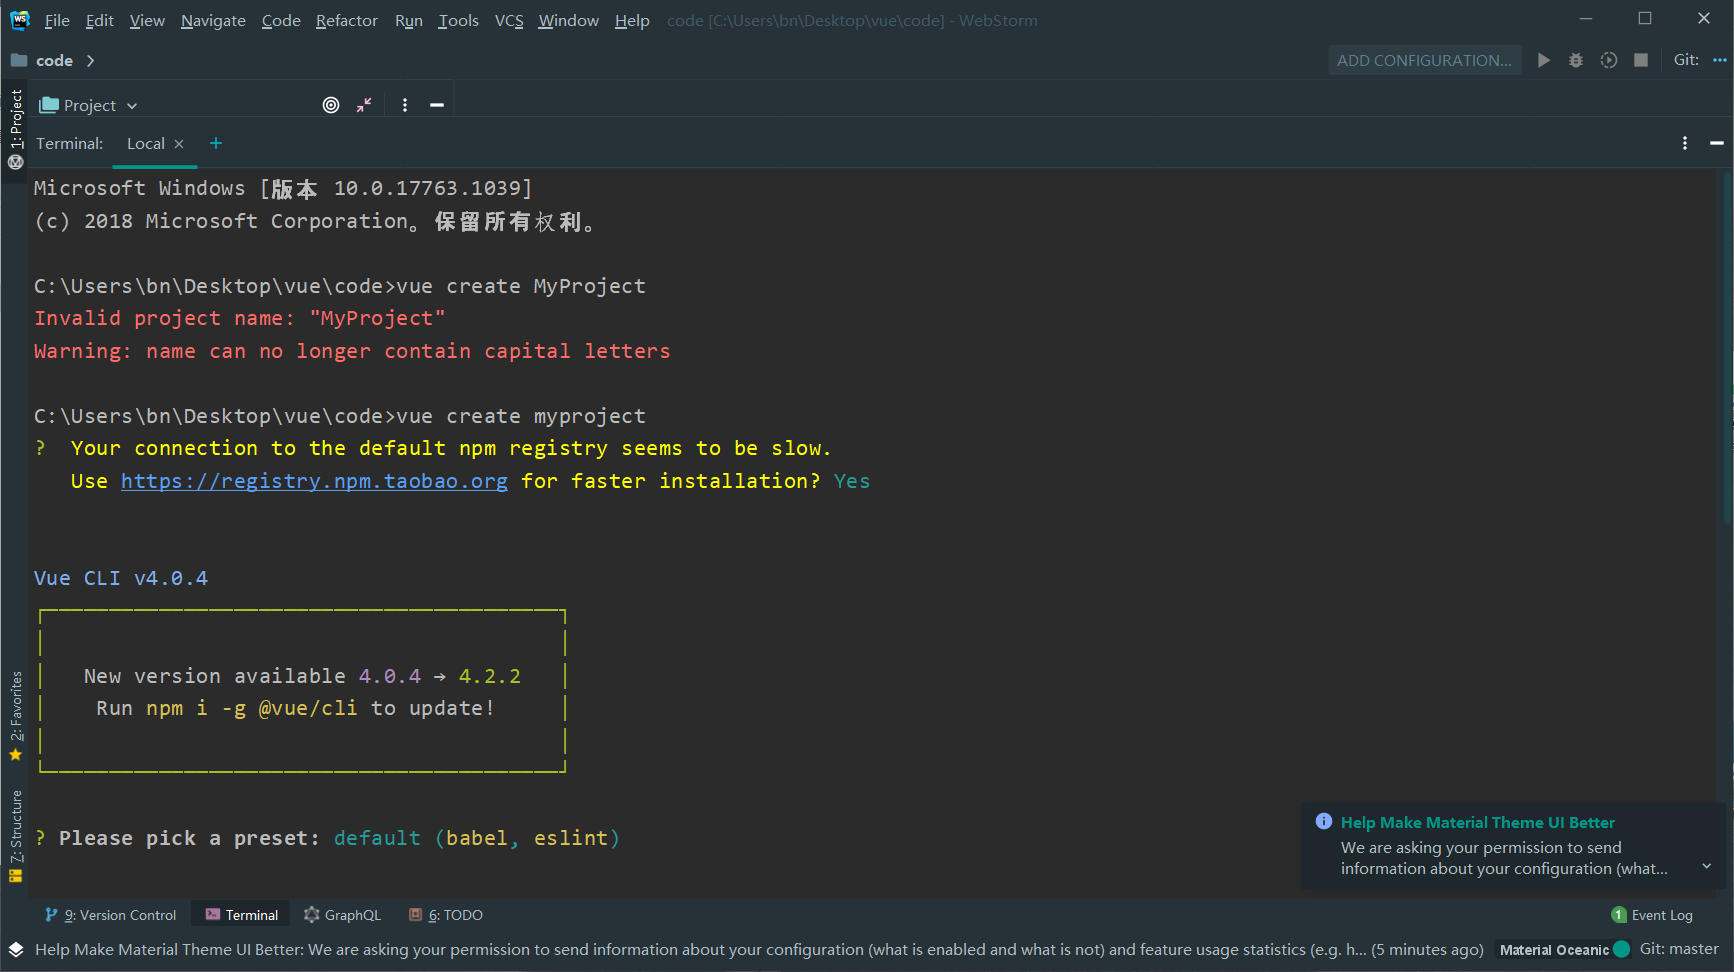 File Edit View Navigate Code Refactor Run Tools VCS Window Help code [C:\Users\bn\Desktop\vue\code] - WebStorm
code
ADD CONFIGURATION... Git:
1: Project
Project
Terminal: Local
Microsoft Windows [版本 10.0.17763.1039]
(c) 2018 Microsoft Corporation。保留所有权利。
C:\Users\bn\Desktop\vue\code>vue create MyProject
Invalid project name: "MyProject"
Warning: name can no longer contain capital letters
C:\Users\bn\Desktop\vue\code>vue create myproject
? Your connection to the default npm registry seems to be slow.
Use https://registry.npm.taobao.org for faster installation? Yes
Vue CLI v4.0.4
New version available 4.0.4 → 4.2.2
Run npm i -g @vue/cli to update!
2: Favorites
7: Structure
? Please pick a preset: default (babel, eslint)
Help Make Material Theme UI Better
We are asking your permission to send
information about your configuration (what...
9: Version Control Terminal GraphQL 6: TODO 1 Event Log
Help Make Material Theme UI Better: We are asking your permission to send information about your configuration (what is enabled and what is not) and feature usage statistics (e.g. h... (5 minutes ago) Material Oceanic Git: master